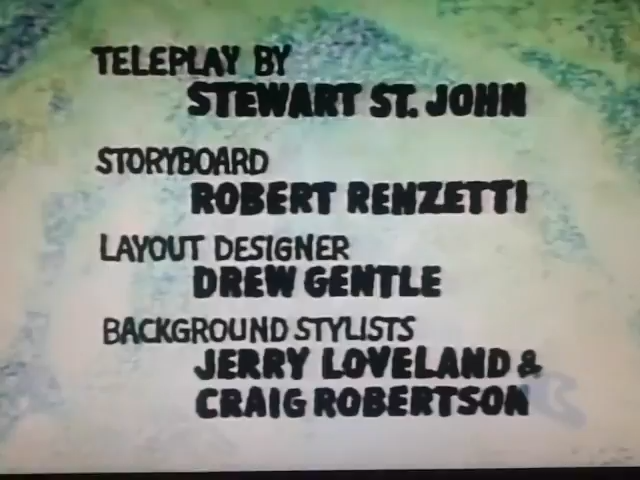 TELEPLAY BY
STEWART ST. JOHN
STORYBOARD
ROBERT RENZETTI
LAYOUT DESIGNER
DREW GENTLE
BACKGROUND STYLISTS
JERRY LOVELAND &
CRAIG ROBERTSON